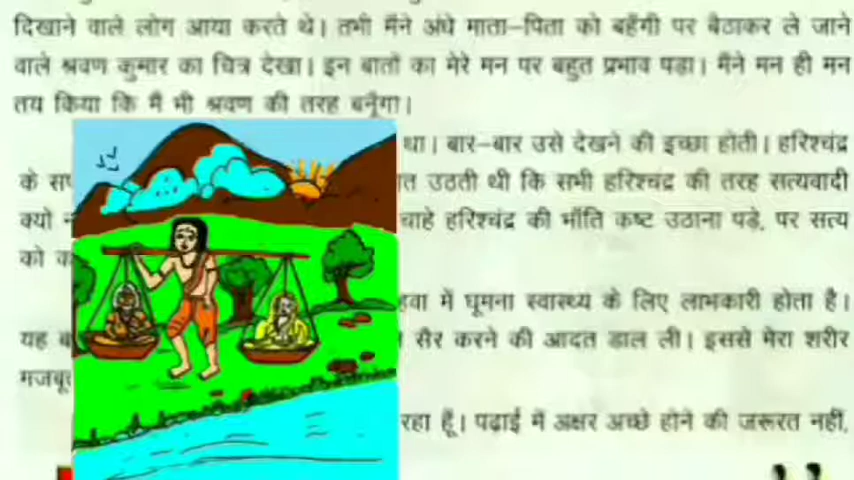 दिखाने वाले लोग आया करते थे। तभी मैंने अंधे माता-पिता को बहँगी पर बैठाकर ले जाने
वाले श्रवण कुमार का चित्र देखा। इन बातों का मेरे मन पर बहुत प्रभाव पड़ा। मैंने मन ही मन
तय किया कि मैं भी श्रवण की तरह बनूँगा।
था। बार-बार उसे देखने की इच्छा होती। हरिश्चंद्र
के उठती थी कि सभी हरिश्चंद्र की तरह सत्यवादी
क्यों चाहे हरिश्चंद्र की भाँति कष्ट उठाना पड़े, पर सत्य
को
हवा में घूमना स्वास्थ्य के लिए लाभकारी होता है।
यह सैर करने की आदत डाल ली। इससे मेरा शरीर
रहा हूँ। पढ़ाई में अक्षर अच्छे होने की जरूरत नहीं,